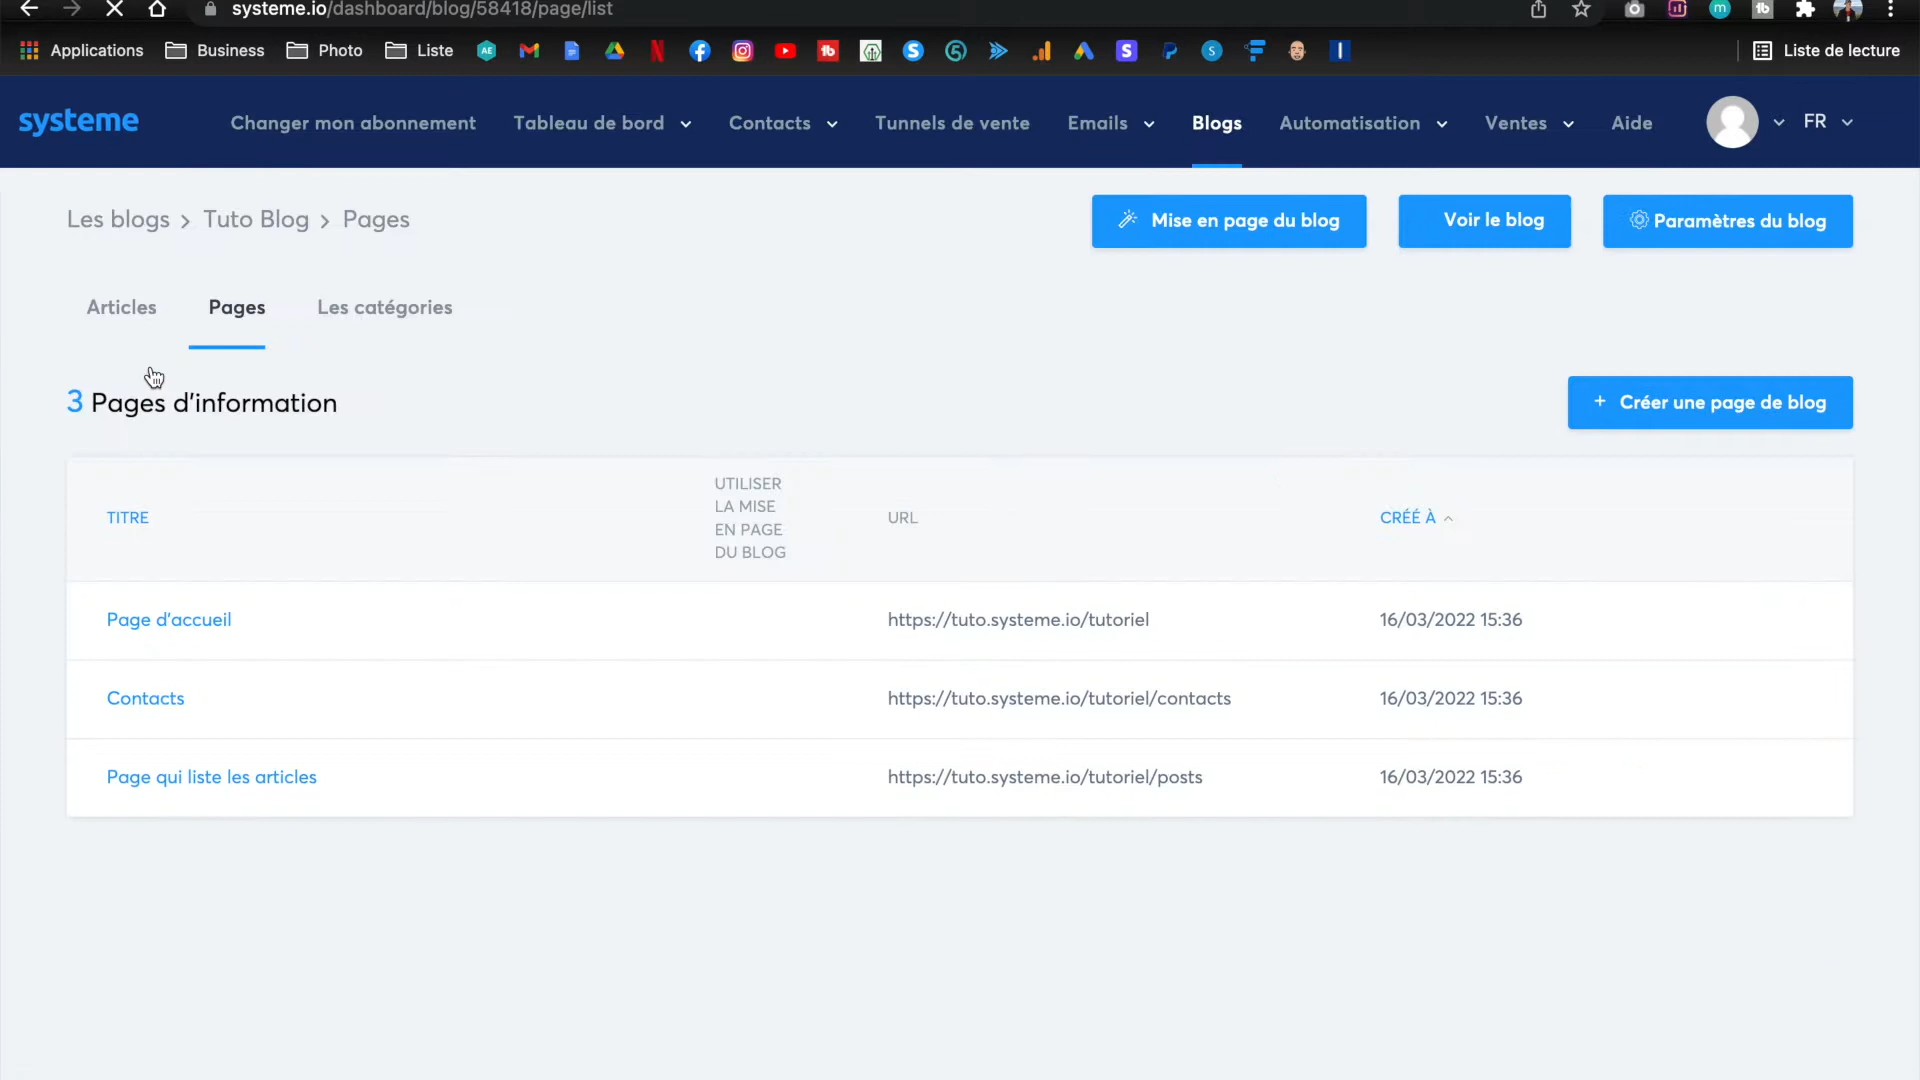 systeme.io/dashboard/blog/58418/page/list
Applications Business Photo Liste Liste de lecture
systeme Changer mon abonnement Tableau de bord Contacts Tunnels de vente Emails Blogs Automatisation Ventes Aide FR
Les blogs > Tuto Blog > Pages
Mise en page du blog Voir le blog Paramètres du blog
Articles Pages Les catégories
3 Pages d'information
+ Créer une page de blog
TITRE
UTILISER
LA MISE
EN PAGE
DU BLOG
URL
CRÉÉ À
Page d'accueil https://tuto.systeme.io/tutoriel 16/03/2022 15:36
Contacts https://tuto.systeme.io/tutoriel/contacts 16/03/2022 15:36
Page qui liste les articles https://tuto.systeme.io/tutoriel/posts 16/03/2022 15:36